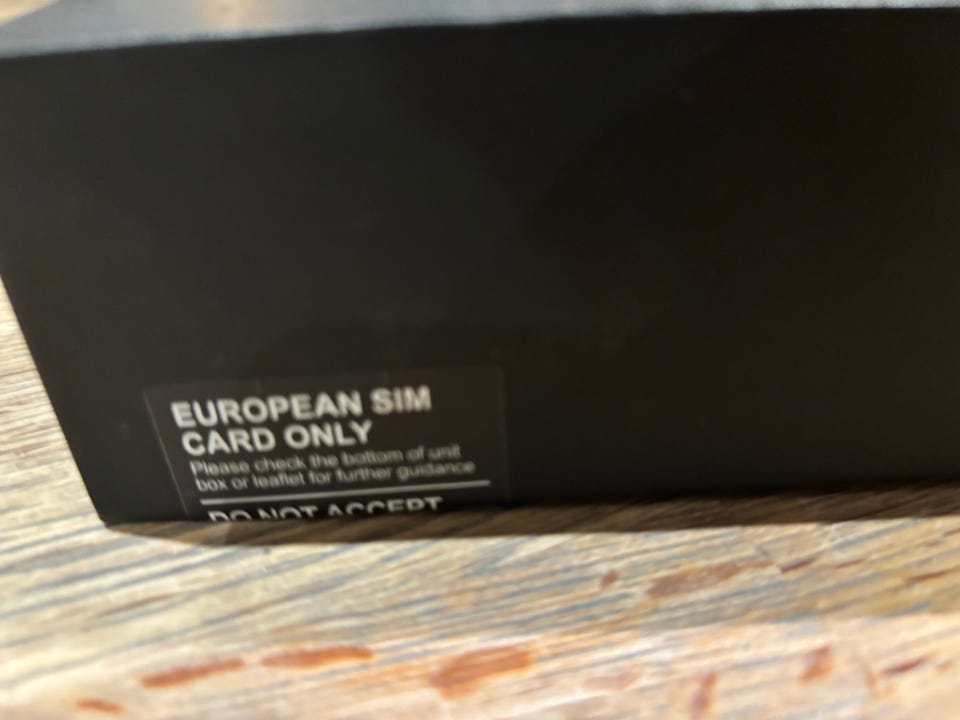 EUROPEAN SIM
CARD ONLY
Please check the bottom of unit
box or leaflet for further guidance
DO NOT ACCEPT